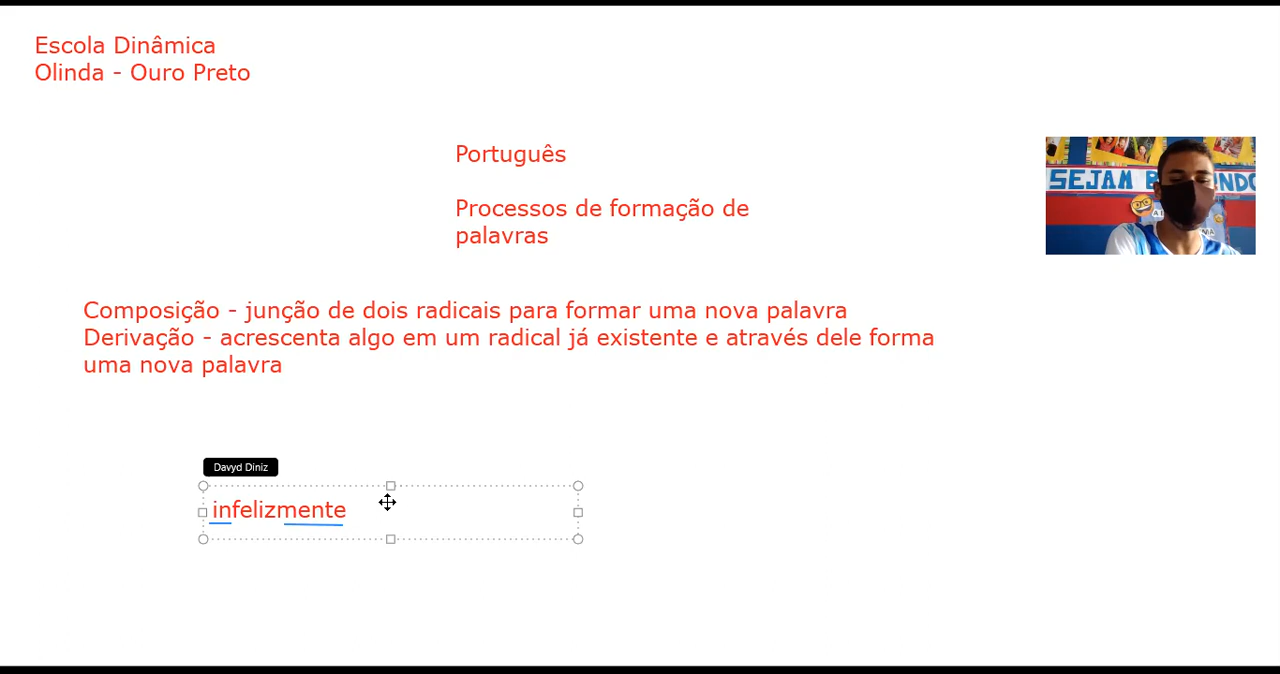 Escola Dinâmica
Olinda - Ouro Preto
Português
Processos de formação de
palavras
SEJAM B
NDO
Composição - junção de dois radicais para formar uma nova palavra
Derivação - acrescenta algo em um radical já existente e através dele forma
uma nova palavra
Davyd Diniz
infelizmente